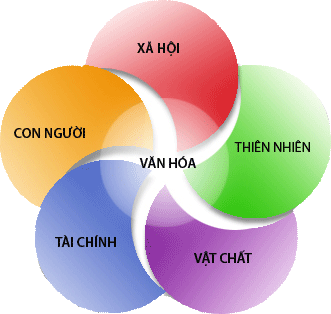 XÃ HỘI
CON NGƯỜI
THIÊN NHIÊN
VĂN HÓA
TÀI CHÍNH
VẬT CHẤT